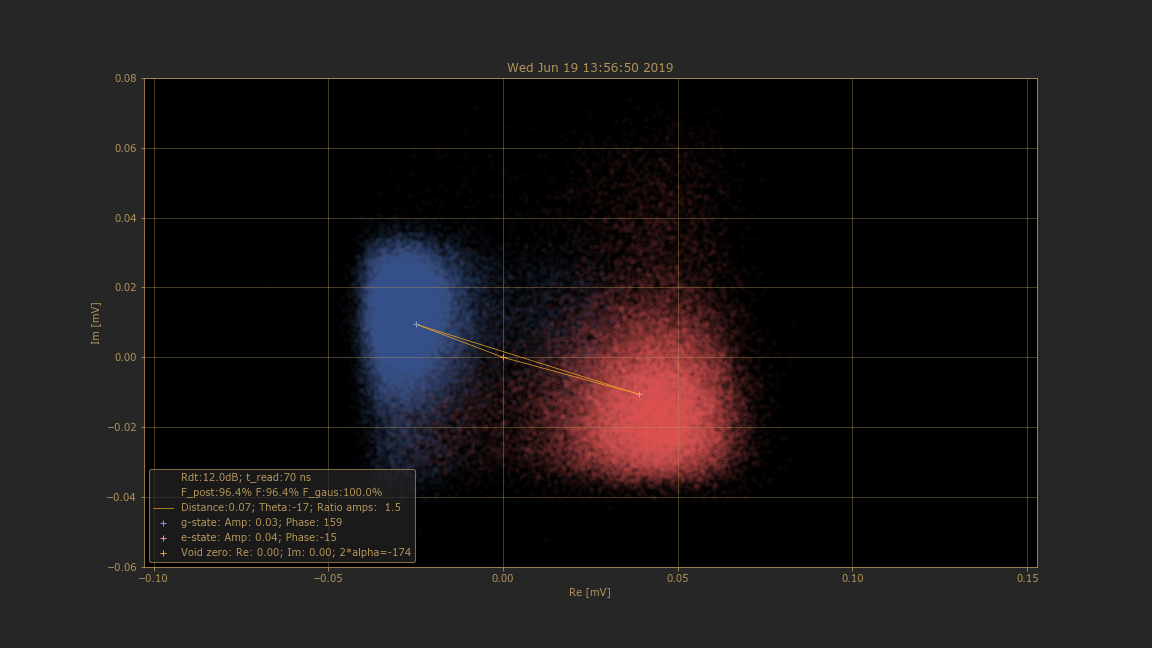 Wed Jun 19 13:56:50 2019
0.08
0.06
0.04
0.02
0.00
−0.02
−0.04
−0.06
Im [mV]
Rdt:12.0dB; t_read:70 ns
F_post:96.4% F:96.4% F_gaus:100.0%
Distance:0.07; Theta:-17; Ratio amps:  1.5
g-state: Amp: 0.03; Phase: 159
e-state: Amp: 0.04; Phase:-15
Void zero: Re: 0.00; Im: 0.00; 2*alpha=-174
−0.10 −0.05 0.00 0.05 0.10 0.15
Re [mV]